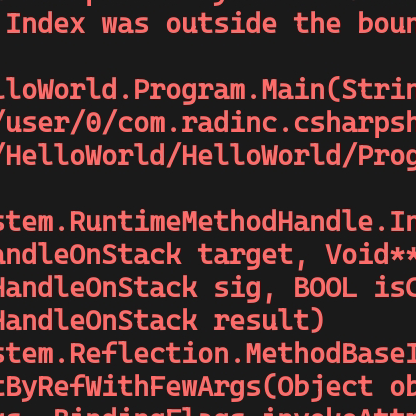 Index was outside the boun
lloWorld.Program.Main(Strin
/user/0/com.radinc.csharpsh
/HelloWorld/HelloWorld/Prog
stem.RuntimeMethodHandle.In
andleOnStack target, Void**
HandleOnStack sig, BOOL isC
HandleOnStack result)
stem.Reflection.MethodBaseI
tByRefWithFewArgs(Object ob